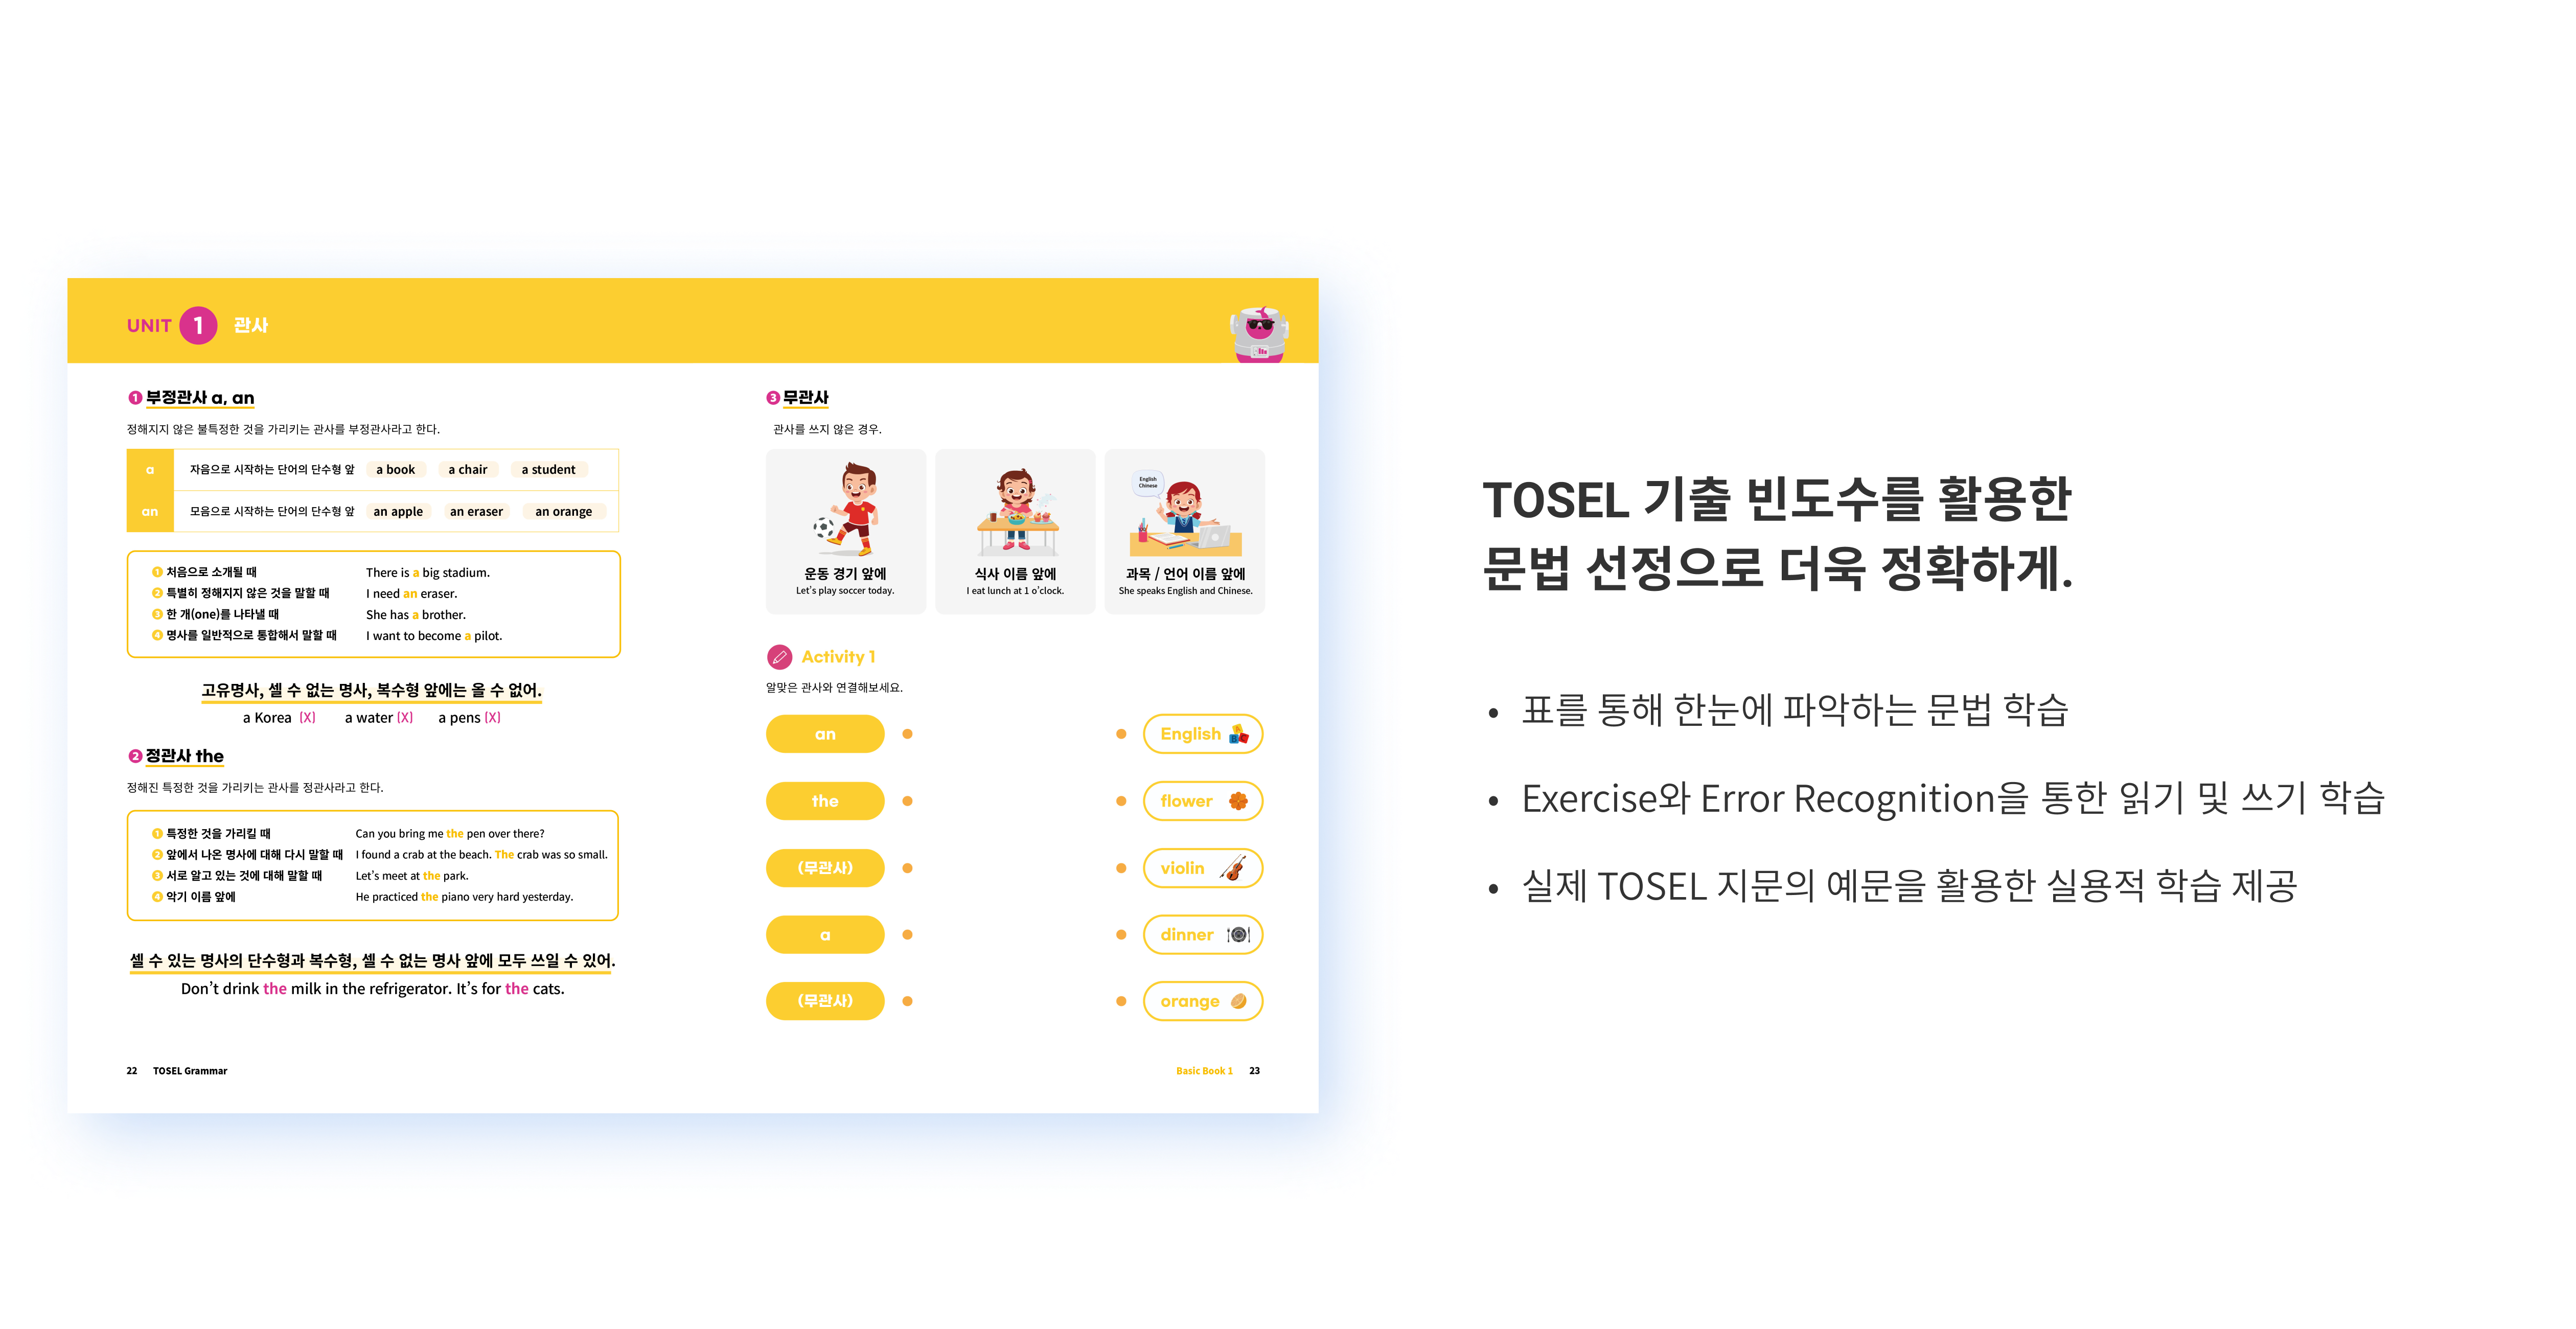 UNIT 1 관사
1 부정관사 a, an
정해지지 않은 불특정한 것을 가리키는 관사를 부정관사라고 한다.
a 자음으로 시작하는 단어의 단수형 앞 a book a chair a student
an 모음으로 시작하는 단어의 단수형 앞 an apple an eraser an orange
1 처음으로 소개될 때 There is a big stadium.
2 특별히 정해지지 않은 것을 말할 때 I need an eraser.
3 한 개(one)를 나타낼 때 She has a brother.
4 명사를 일반적으로 통합해서 말할 때 I want to become a pilot.
고유명사, 셀 수 없는 명사, 복수형 앞에는 올 수 없어.
a Korea (X) a water (X) a pens (X)
2 정관사 the
정해진 특정한 것을 가리키는 관사를 정관사라고 한다.
1 특정한 것을 가리킬 때 Can you bring me the pen over there?
2 앞에서 나온 명사에 대해 다시 말할 때 I found a crab at the beach. The crab was so small.
3 서로 알고 있는 것에 대해 말할 때 Let's meet at the park.
4 악기 이름 앞에 He practiced the piano very hard yesterday.
셀 수 있는 명사의 단수형과 복수형, 셀 수 없는 명사 앞에 모두 쓰일 수 있어.
Don't drink the milk in the refrigerator. It's for the cats.
22 TOSEL Grammar
3 무관사
관사를 쓰지 않은 경우.
English
Chinese
운동 경기 앞에 식사 이름 앞에 과목 / 언어 이름 앞에
Let's play soccer today. I eat lunch at 1 o'clock. She speaks English and Chinese.
Activity 1
알맞은 관사와 연결해보세요.
an English
the flower
(무관사) violin
a dinner
(무관사) orange
Basic Book 1 23
TOSEL 기출 빈도수를 활용한
문법 선정으로 더욱 정확하게.
• 표를 통해 한눈에 파악하는 문법 학습
• Exercise와 Error Recognition을 통한 읽기 및 쓰기 학습
• 실제 TOSEL 지문의 예문을 활용한 실용적 학습 제공